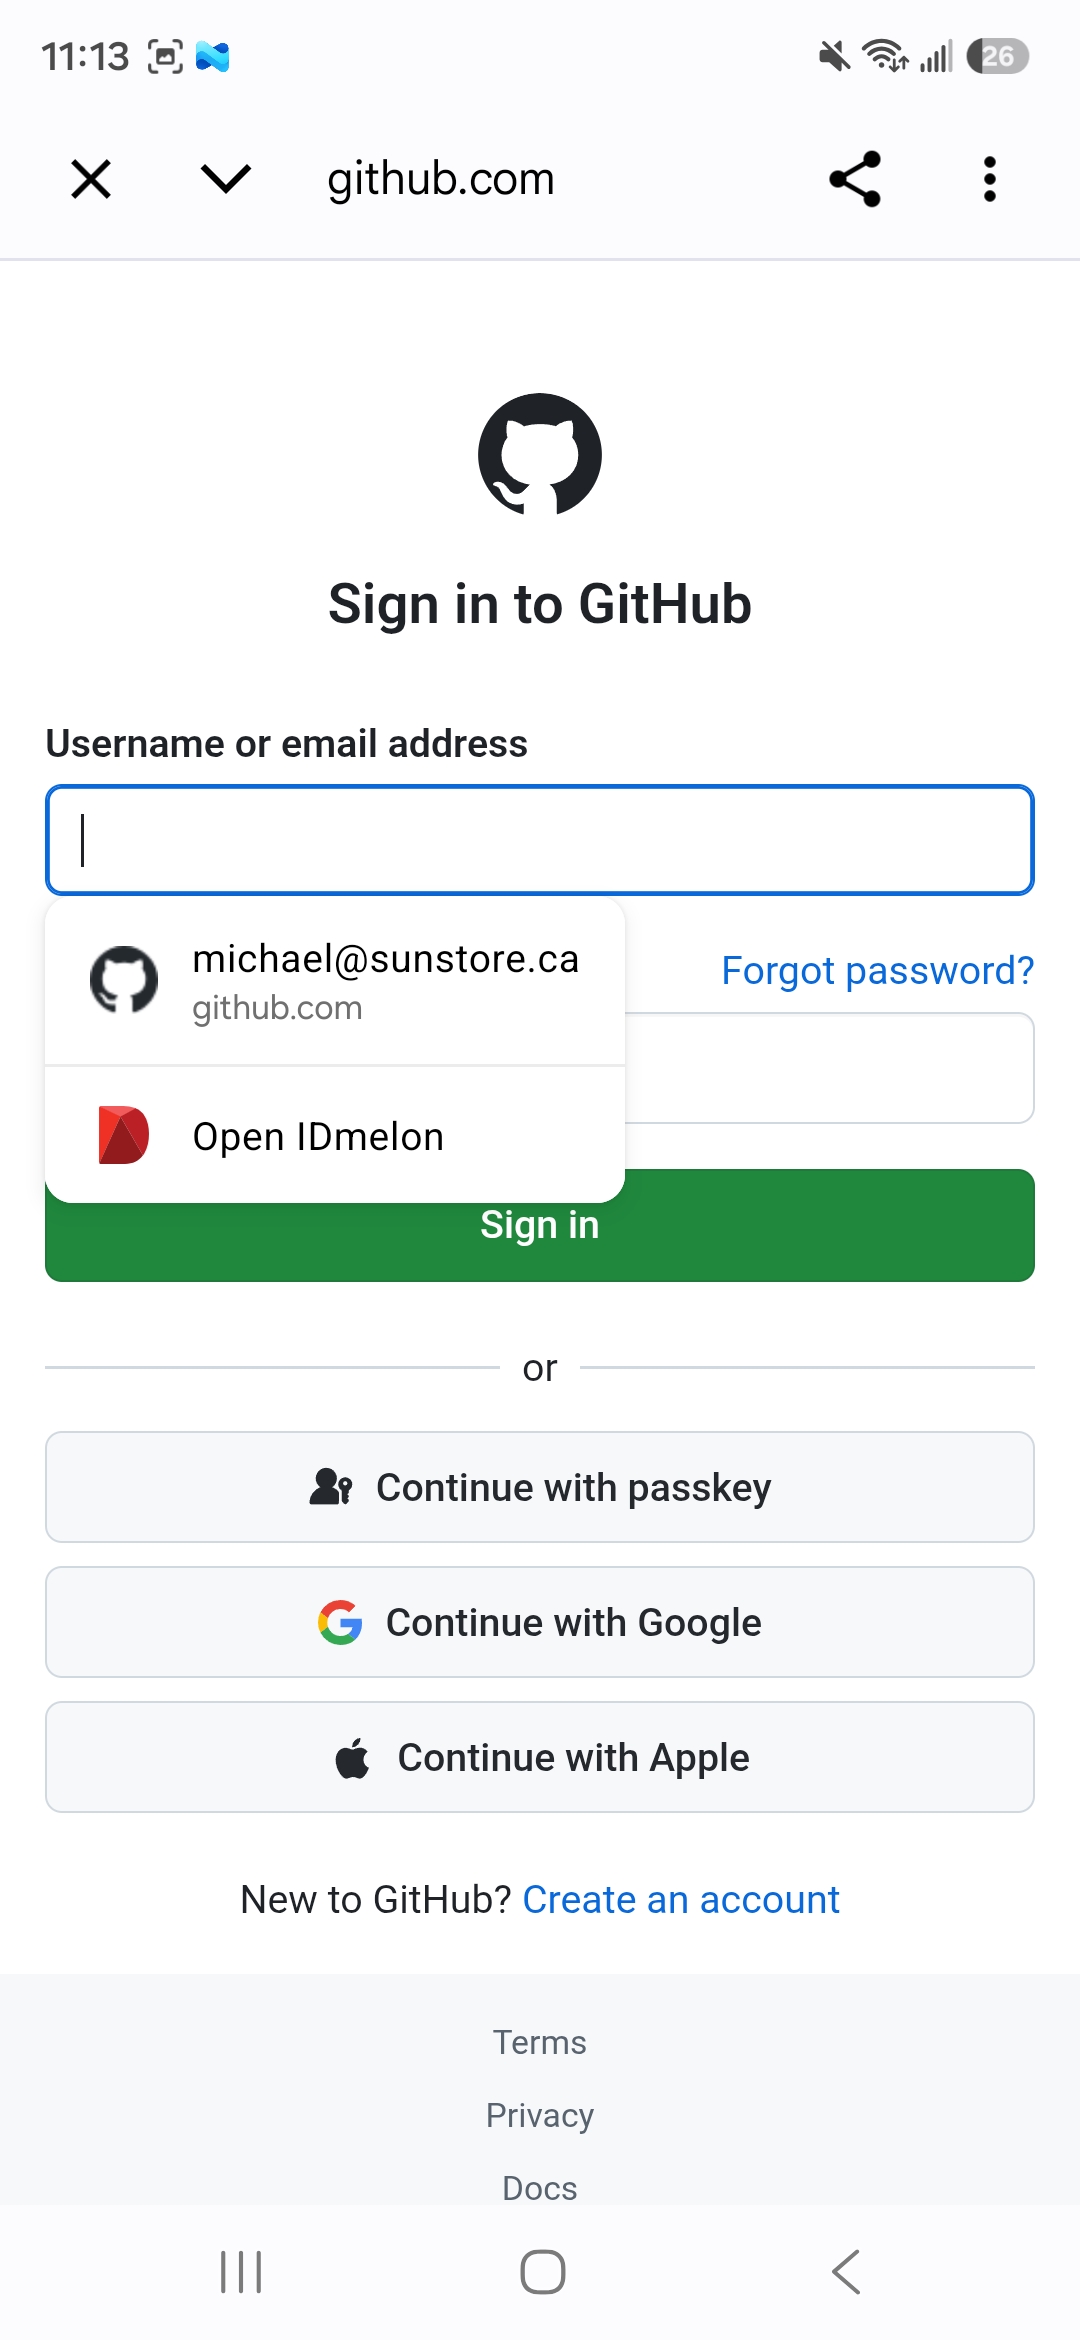 11:13
26
github.com
Sign in to GitHub
Username or email address
michael@sunstore.ca
github.com
Forgot password?
Open IDmelon
Sign in
or
Continue with passkey
Continue with Google
Continue with Apple
New to GitHub? Create an account
Terms
Privacy
Docs